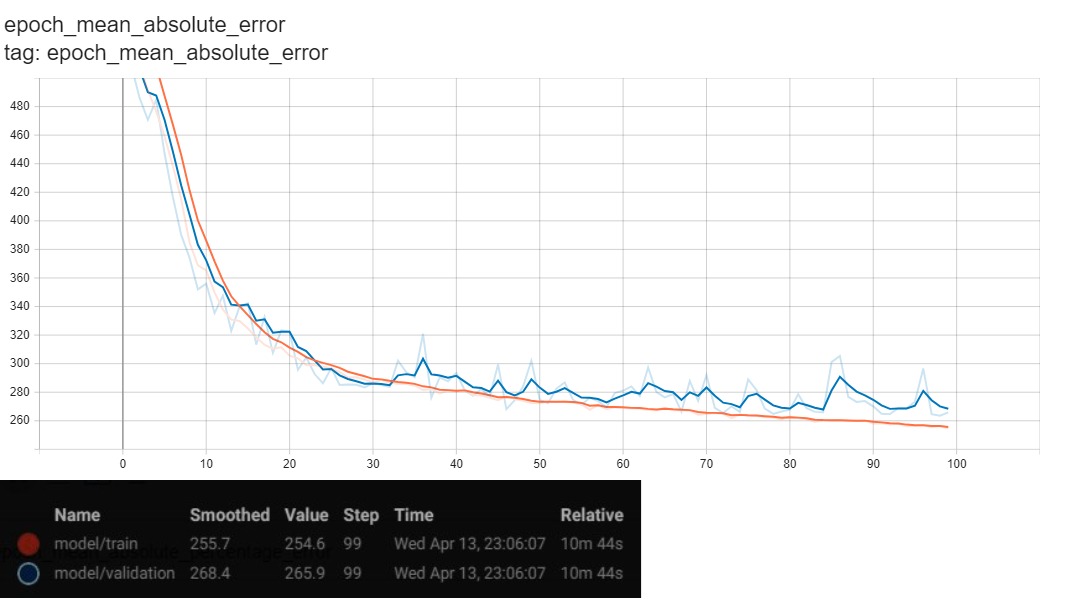 epoch_mean_absolute_error
tag: epoch_mean_absolute_error
480
460
440
420
400
380
360
340
320
300
280
260
0 10 20 30 40 50 60 70 80 90 100
Name Smoothed Value Step Time Relative
model/train 255.7 254.6 99 Wed Apr 13, 23:06:07 10m 44s
model/validation 268.4 265.9 99 Wed Apr 13, 23:06:07 10m 44s